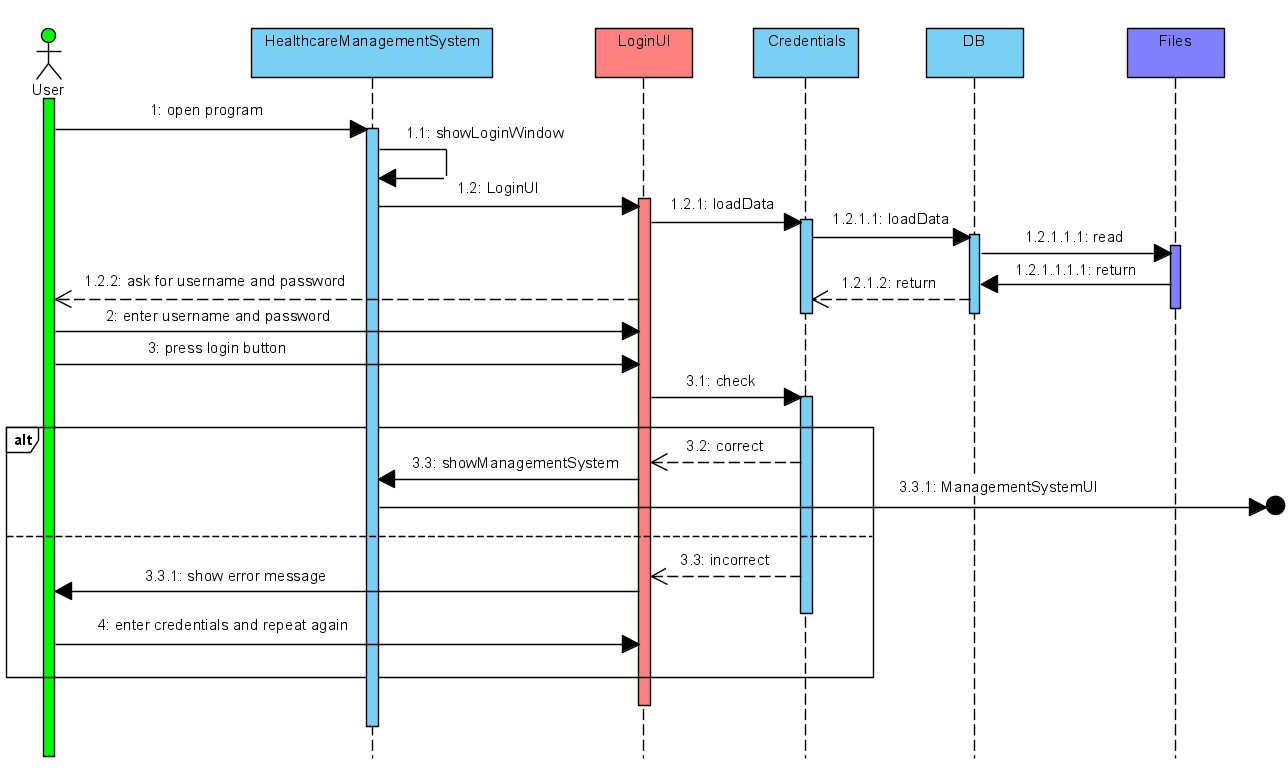 HealthcareManagementSystem
LoginUI
Credentials
DB
Files
User
1: open program
1.1: showLoginWindow
1.2: LoginUI
1.2.1: loadData
1.2.1.1: loadData
1.2.1.1.1: read
1.2.1.1.1.1: return
1.2.1.2: return
1.2.2: ask for username and password
2: enter username and password
3: press login button
3.1: check
alt
3.2: correct
3.3: showManagementSystem
3.3.1: ManagementSystemUI
3.3: incorrect
3.3.1: show error message
4: enter credentials and repeat again